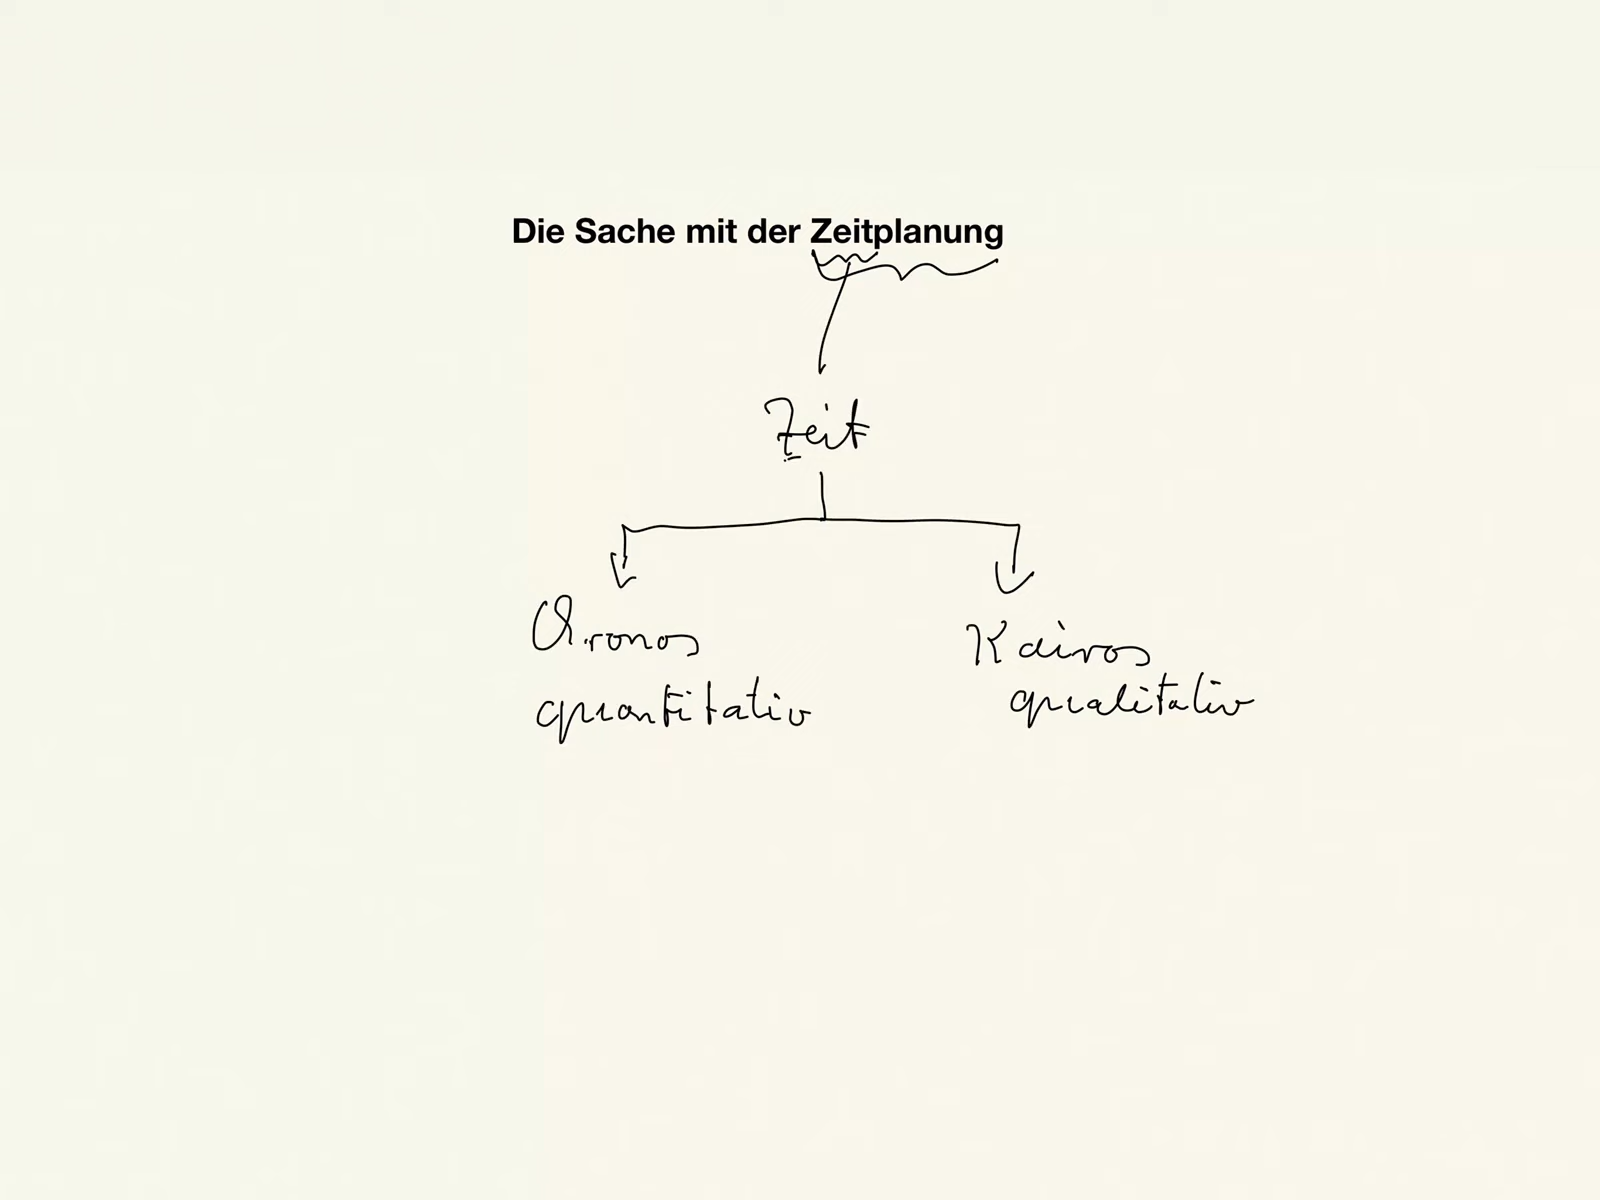 Die Sache mit der Zeitplanung
Zeit
Chronos
Kairos
quantitativ
qualitativ